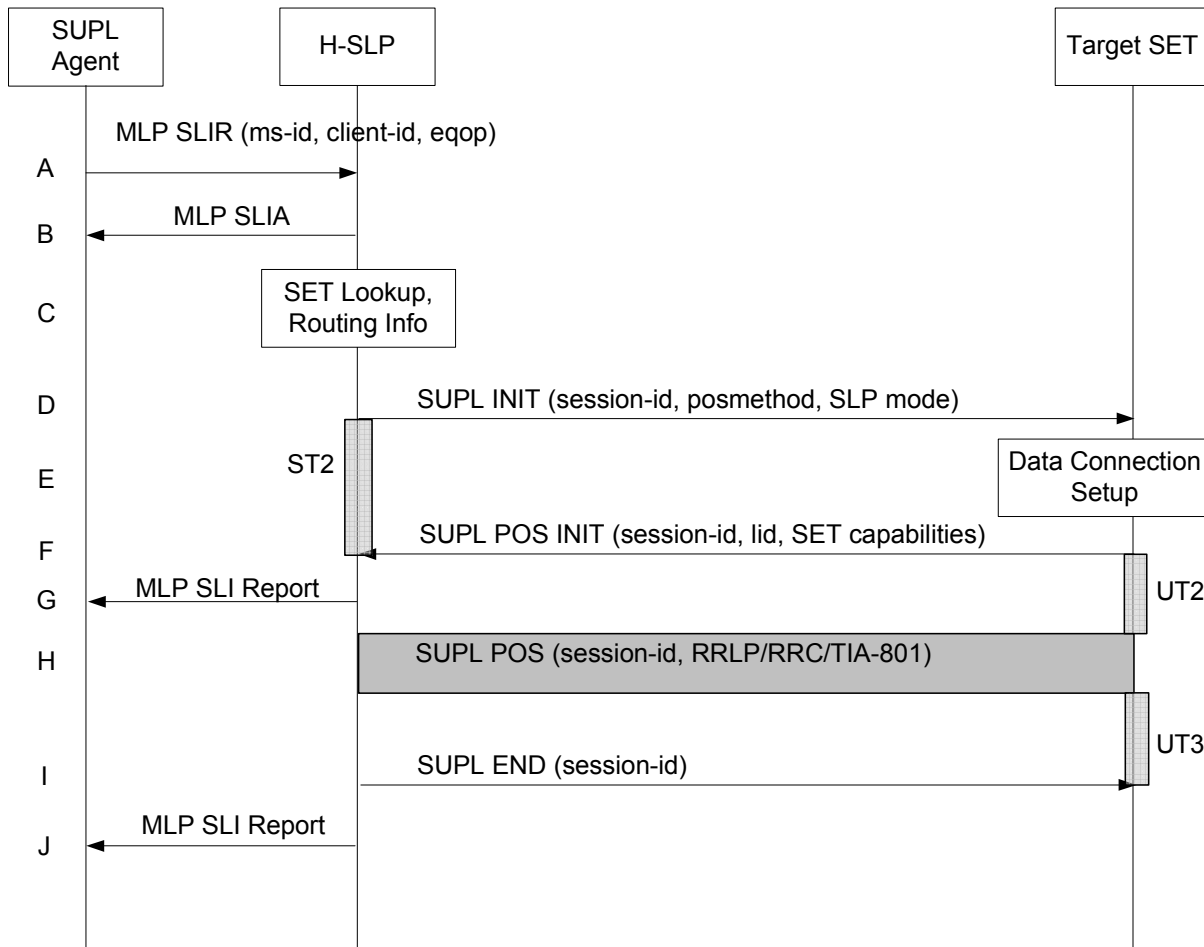 SUPL
Agent
H-SLP
Target SET
MLP SLIR (ms-id, client-id, eqop)
A
MLP SLIA
B
SET Lookup,
Routing Info
C
SUPL INIT (session-id, posmethod, SLP mode)
D
ST2
Data Connection
Setup
E
SUPL POS INIT (session-id, lid, SET capabilities)
F
MLP SLI Report
UT2
G
SUPL POS (session-id, RRLP/RRC/TIA-801)
H
UT3
SUPL END (session-id)
I
MLP SLI Report
J